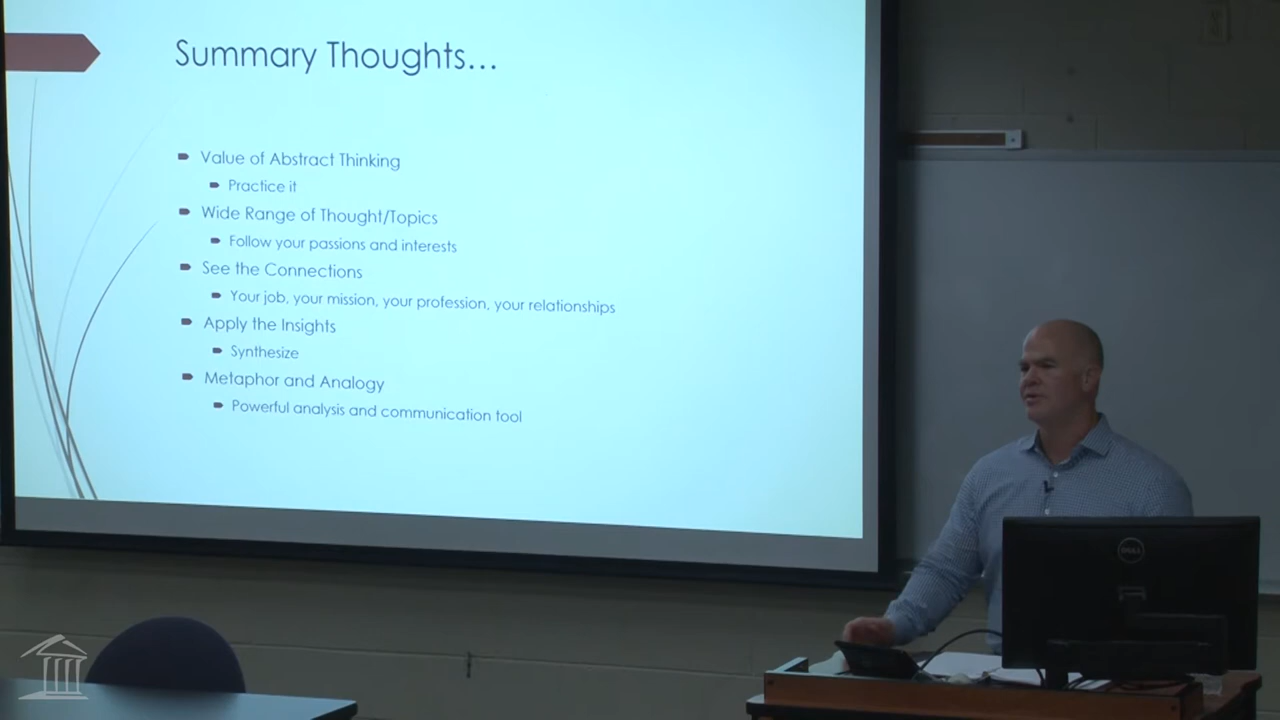 Summary Thoughts...
Value of Abstract Thinking
Practice it
Wide Range of Thought/Topics
Follow your passions and interests
See the Connections
Your job, your mission, your profession, your relationships
Apply the Insights
Synthesize
Metaphor and Analogy
Powerful analysis and communication tool
DELL